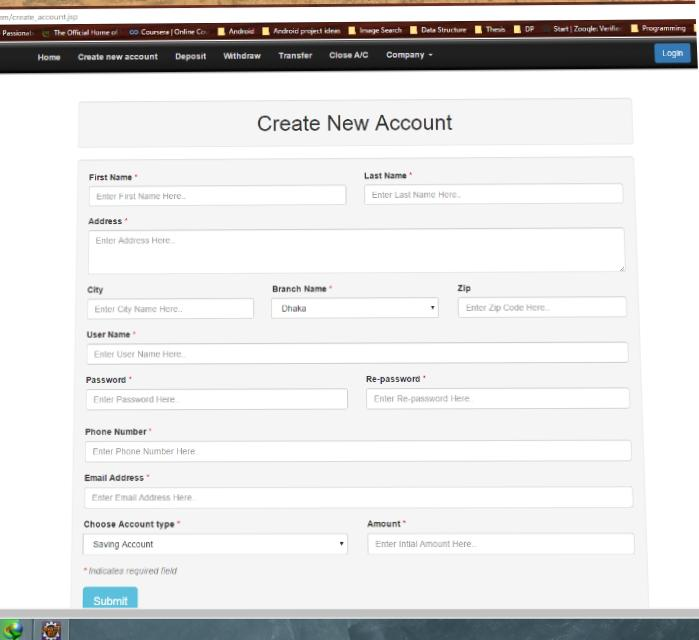 om/create_account.jsp
Passional The Official Home of Coursera | Online Co Android Android project ideas Image Search Data Structure Thesis DP Start | Zooqle: Verifie Programming
Home Create new account Deposit Withdraw Transfer Close A/C Company Login
Create New Account
First Name * Last Name *
Enter First Name Here.. Enter Last Name Here..
Address *
Enter Address Here..
City Branch Name * Zip
Enter City Name Here.. Dhaka Enter Zip Code Here..
User Name *
Enter User Name Here..
Password * Re-password *
Enter Password Here.. Enter Re-password Here..
Phone Number *
Enter Phone Number Here
Email Address *
Enter Email Address Here..
Choose Account type * Amount *
Saving Account Enter Intial Amount Here..
* Indicates required field
Submit